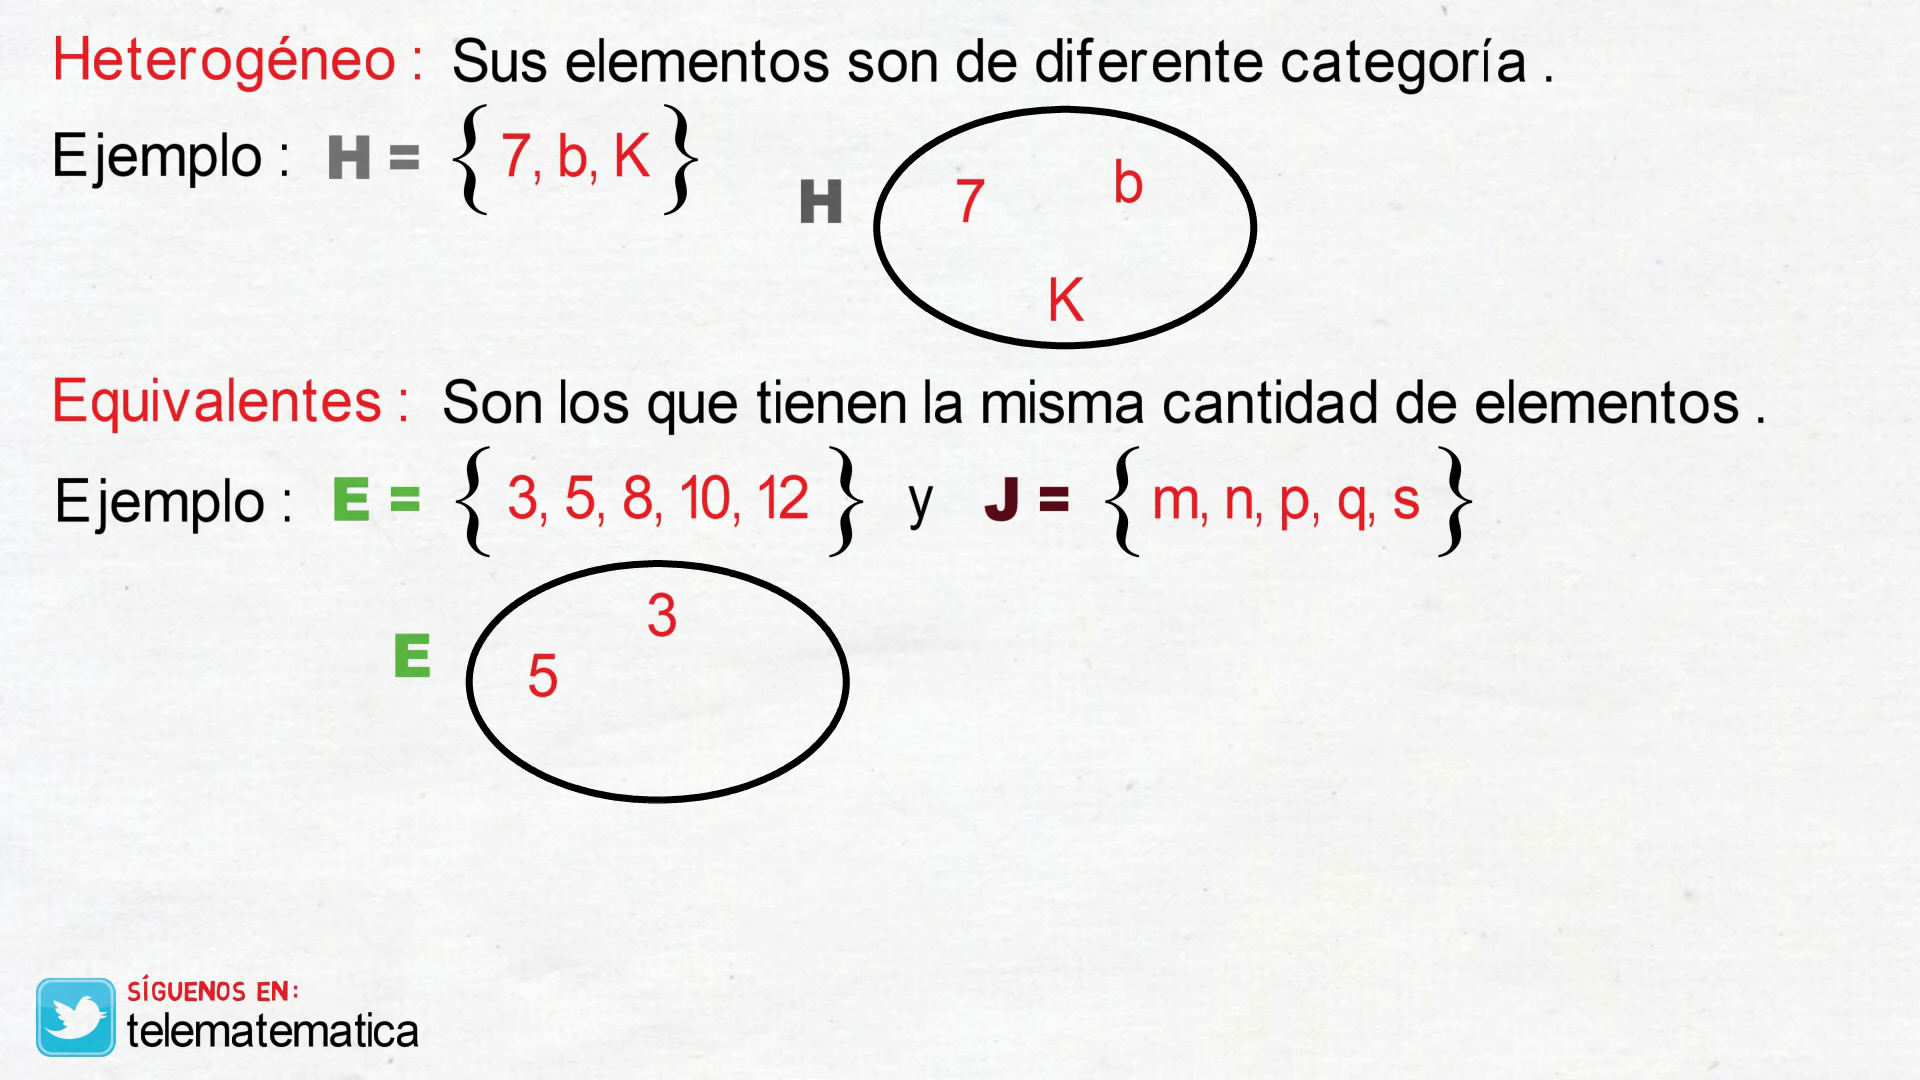 Heterogéneo : Sus elementos son de diferente categoría .
Ejemplo : H = { 7, b, K }
H
7
b
K
Equivalentes : Son los que tienen la misma cantidad de elementos .
Ejemplo : E = { 3, 5, 8, 10, 12 } y J = { m, n, p, q, s }
E
3
5
SÍGUENOS EN:
telematematica